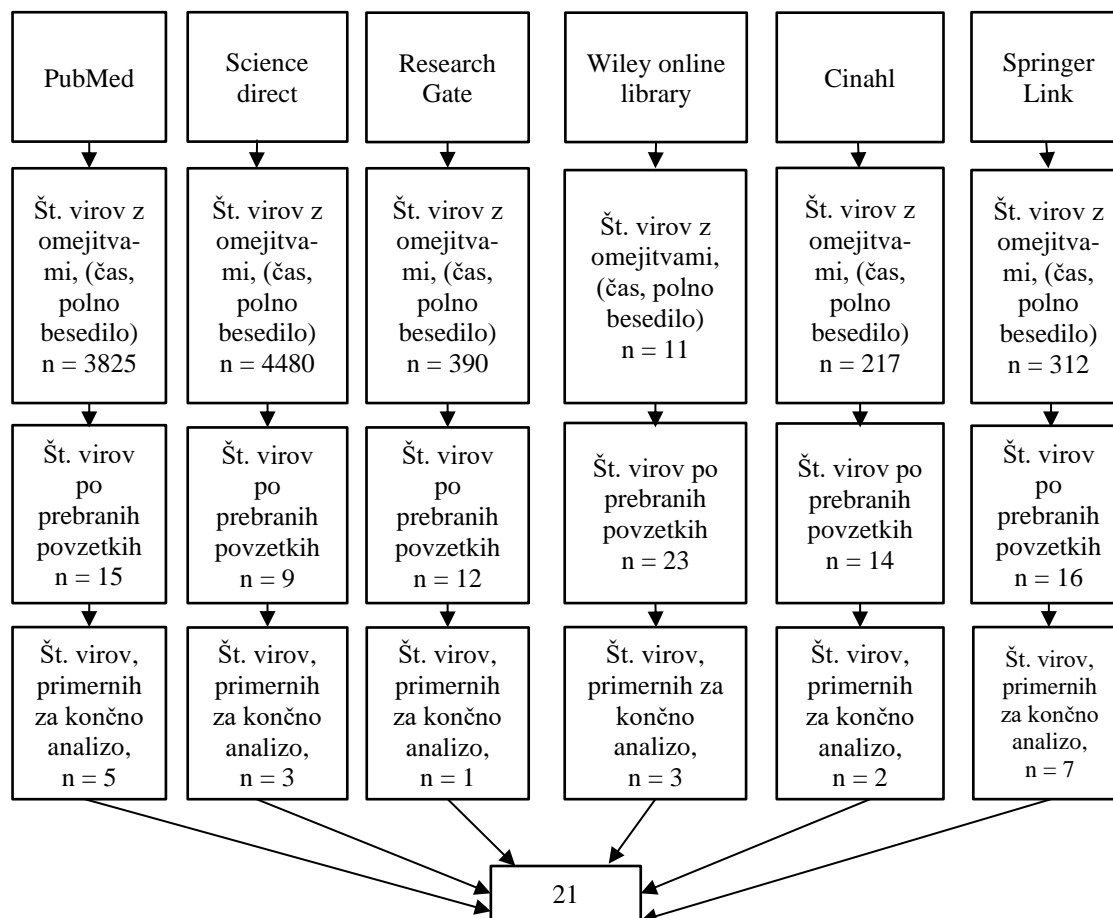 PubMed
Science
direct
Research
Gate
Wiley online
library
Cinahl
Springer
Link
Št. virov z
omejitva-
mi, (čas,
polno
besedilo)
n = 3825
Št. virov z
omejitva-
mi, (čas,
polno
besedilo)
n = 4480
Št. virov z
omejitva-
mi, (čas,
polno
besedilo)
n = 390
Št. virov z
omejitvami,
(čas, polno
besedilo)
n = 11
Št. virov z
omejitva-
mi, (čas,
polno
besedilo)
n = 217
Št. virov z
omejitva-
mi, (čas,
polno
besedilo)
n = 312
Št. virov
po
prebranih
povzetkih
n = 15
Št. virov
po
prebranih
povzetkih
n = 9
Št. virov
po
prebranih
povzetkih
n = 12
Št. virov po
prebranih
povzetkih
n = 23
Št. virov po
prebranih
povzetkih
n = 14
Št. virov
po
prebranih
povzetkih
n = 16
Št. virov,
primernih
za končno
analizo,
n = 5
Št. virov,
primernih
za končno
analizo,
n = 3
Št. virov,
primernih
za končno
analizo,
n = 1
Št. virov,
primernih za
končno
analizo,
n = 3
Št. virov,
primernih
za končno
analizo,
n = 2
Št. virov,
primernih
za končno
analizo,
n = 7
21